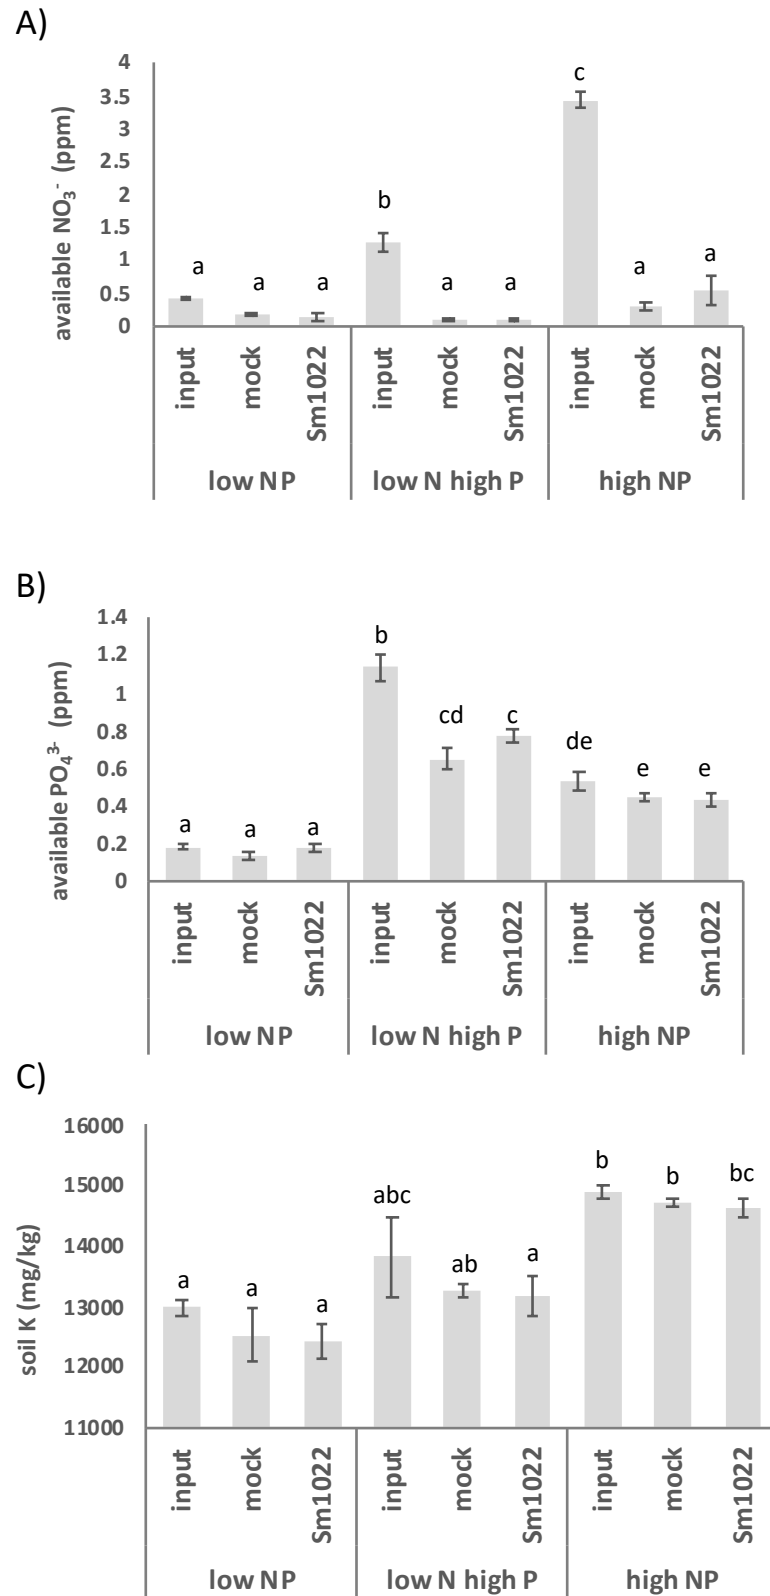 A)
available NO₃⁻ (ppm)
4
3.5
3
2.5
2
1.5
1
0.5
0
a
a
a
b
a
a
c
a
a
input
mock
Sm1022
input
mock
Sm1022
input
mock
Sm1022
low NP
low N high P
high NP
B)
available PO₄³⁻ (ppm)
1.4
1.2
1
0.8
0.6
0.4
0.2
0
a
a
a
b
cd
c
de
e
e
input
mock
Sm1022
input
mock
Sm1022
input
mock
Sm1022
low NP
low N high P
high NP
C)
soil K (mg/kg)
16000
15000
14000
13000
12000
11000
a
a
a
abc
ab
a
b
b
bc
input
mock
Sm1022
input
mock
Sm1022
input
mock
Sm1022
low NP
low N high P
high NP